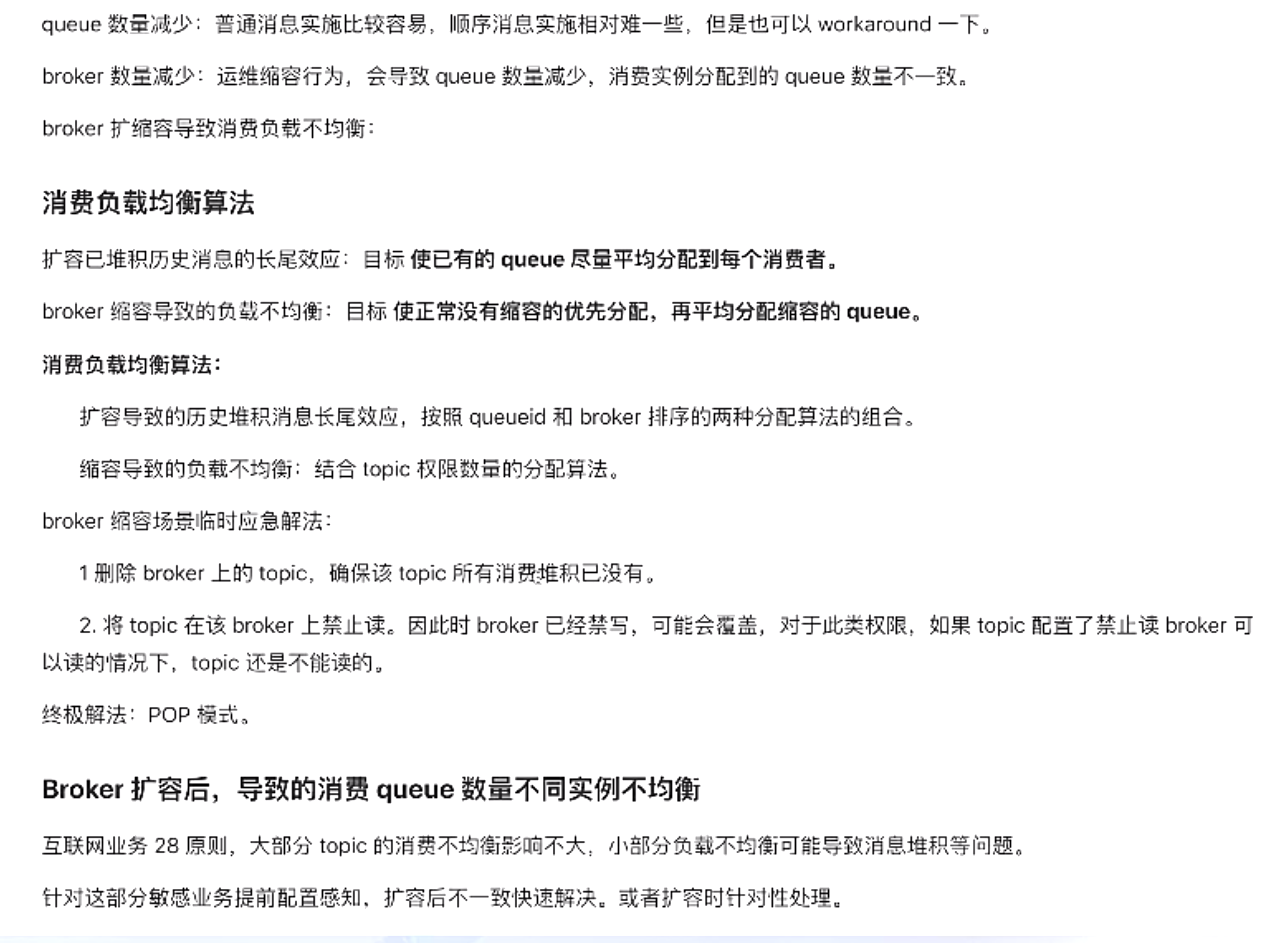 queue 数量减少：普通消息实施比较容易，顺序消息实施相对难一些，但是也可以 workaround 一下。
broker 数量减少：运维缩容行为，会导致 queue 数量减少，消费实例分配到的 queue 数量不一致。
broker 扩缩容导致消费负载不均衡：
消费负载均衡算法
扩容已堆积历史消息的长尾效应：目标 使已有的 queue 尽量平均分配到每个消费者。
broker 缩容导致的负载不均衡：目标 使正常没有缩容的优先分配，再平均分配缩容的 queue。
消费负载均衡算法：
扩容导致的历史堆积消息长尾效应，按照 queueid 和 broker 排序的两种分配算法的组合。
缩容导致的负载不均衡：结合 topic 权限数量的分配算法。
broker 缩容场景临时应急解法：
1 删除 broker 上的 topic，确保该 topic 所有消费堆积已没有。
2. 将 topic 在该 broker 上禁止读。因此时 broker 已经禁写，可能会覆盖，对于此类权限，如果 topic 配置了禁止读 broker 可
以读的情况下，topic 还是不能读的。
终极解法：POP 模式。
Broker 扩容后，导致的消费 queue 数量不同实例不均衡
互联网业务 28 原则，大部分 topic 的消费不均衡影响不大，小部分负载不均衡可能导致消息堆积等问题。
针对这部分敏感业务提前配置感知，扩容后不一致快速解决。或者扩容时针对性处理。